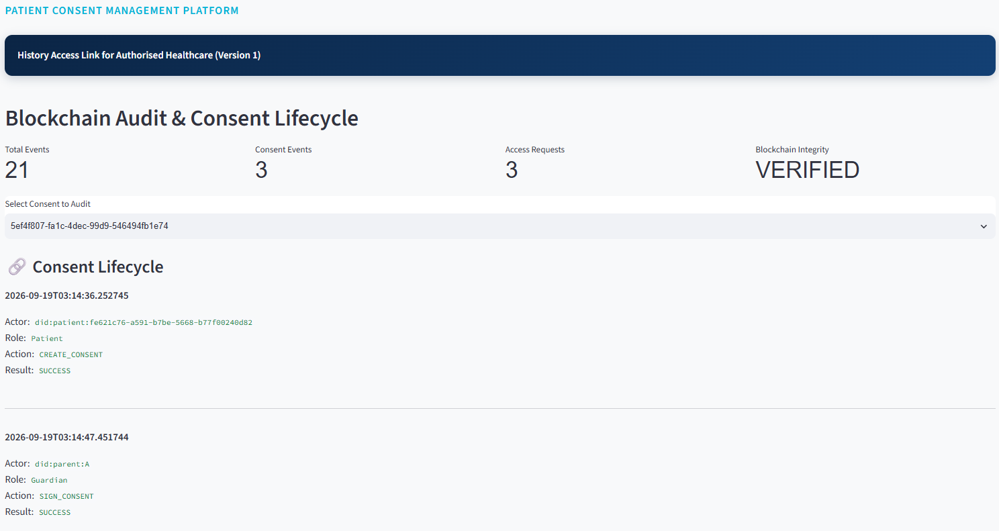 PATIENT CONSENT MANAGEMENT PLATFORM
History Access Link for Authorised Healthcare (Version 1)
Blockchain Audit & Consent Lifecycle
Total Events
21
Consent Events
3
Access Requests
3
Blockchain Integrity
VERIFIED
Select Consent to Audit
5ef4f807-fa1c-4dec-99d9-546494fb1e74
Consent Lifecycle
2026-09-19T03:14:36.252745
Actor: did:patient:fe621c76-a591-b7be-5668-b77f00240d82
Role: Patient
Action: CREATE_CONSENT
Result: SUCCESS
2026-09-19T03:14:47.451744
Actor: did:parent:A
Role: Guardian
Action: SIGN_CONSENT
Result: SUCCESS